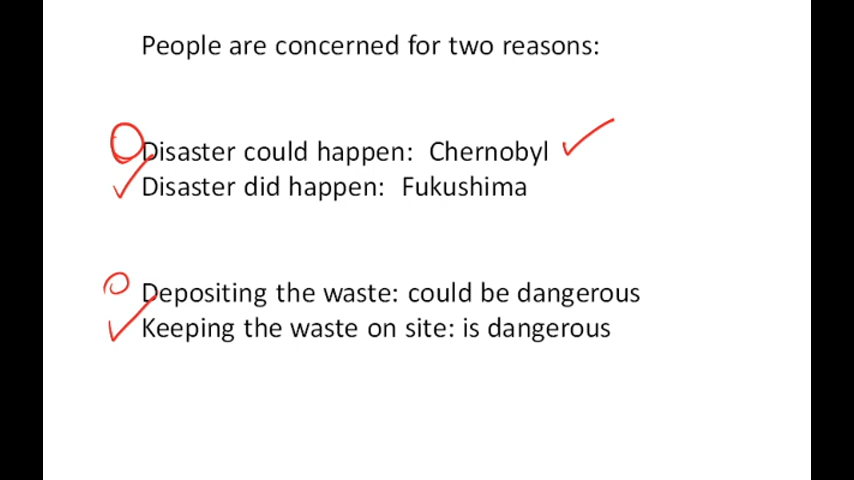 People are concerned for two reasons:
Disaster could happen: Chernobyl
Disaster did happen: Fukushima
Depositing the waste: could be dangerous
Keeping the waste on site: is dangerous